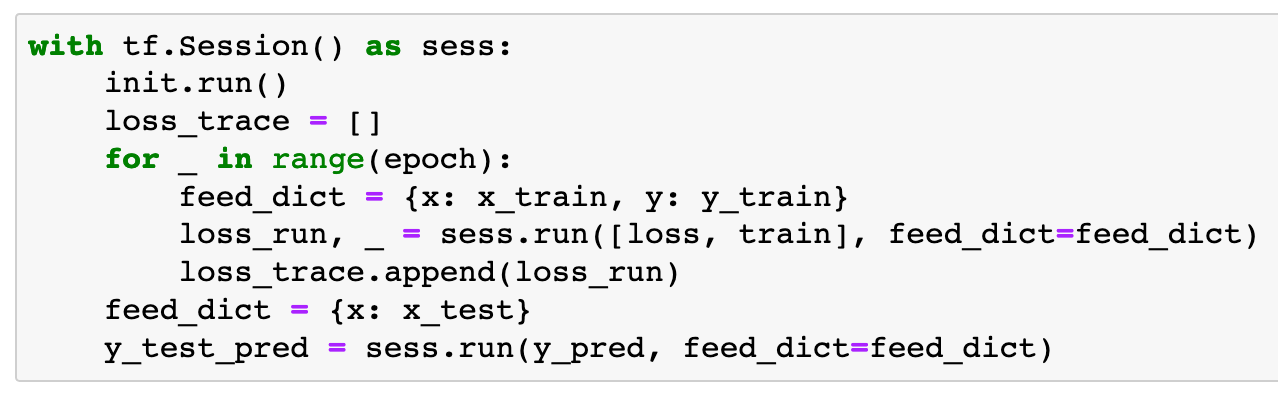 with tf.Session() as sess:
    init.run()
    loss_trace = []
    for _ in range(epoch):
        feed_dict = {x: x_train, y: y_train}
        loss_run, _ = sess.run([loss, train], feed_dict=feed_dict)
        loss_trace.append(loss_run)
    feed_dict = {x: x_test}
    y_test_pred = sess.run(y_pred, feed_dict=feed_dict)